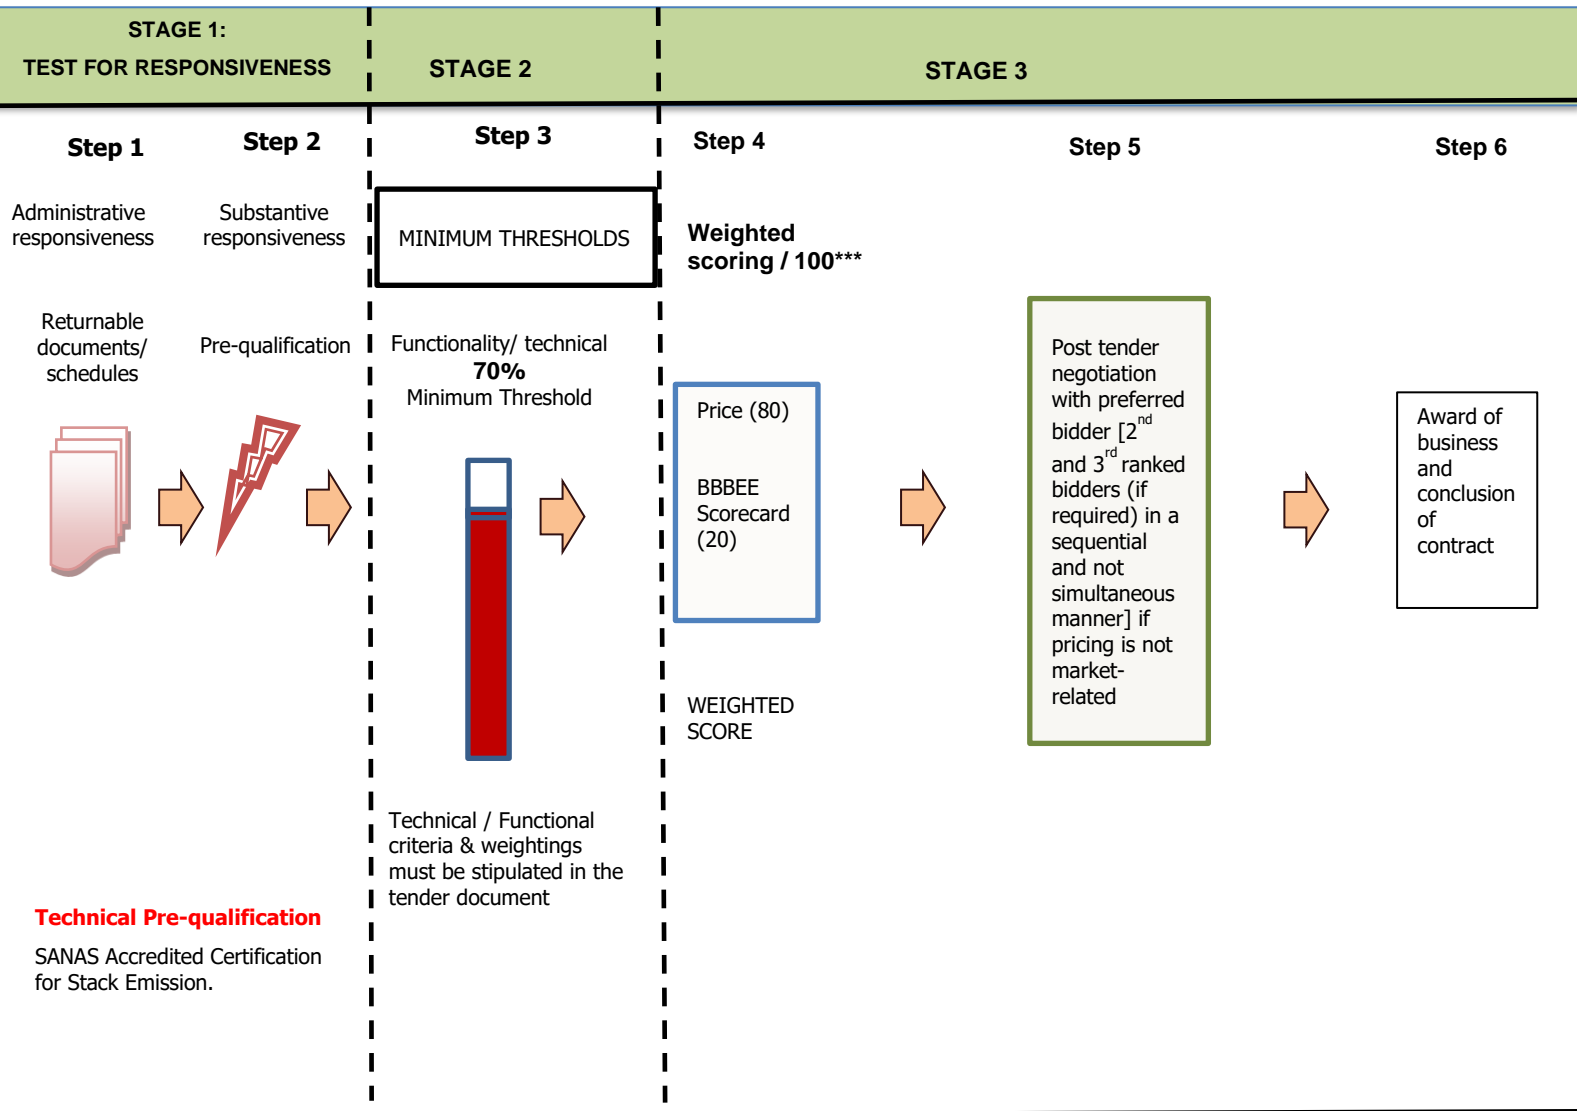 STAGE 1:
TEST FOR RESPONSIVENESS
STAGE 2
STAGE 3
Step 1
Step 2
Step 3
Step 4
Step 5
Step 6
Administrative
responsiveness
Substantive
responsiveness
MINIMUM THRESHOLDS
Weighted
scoring / 100***
Returnable
documents/
schedules
Pre-qualification
Functionality/ technical
70%
Minimum Threshold
Price (80)
BBBEE
Scorecard
(20)
WEIGHTED
SCORE
Post tender
negotiation
with preferred
bidder [2nd
and 3rd ranked
bidders (if
required) in a
sequential
and not
simultaneous
manner] if
pricing is not
market-
related
Award of
business
and
conclusion
of
contract
Technical / Functional
criteria & weightings
must be stipulated in the
tender document
Technical Pre-qualification
SANAS Accredited Certification
for Stack Emission.